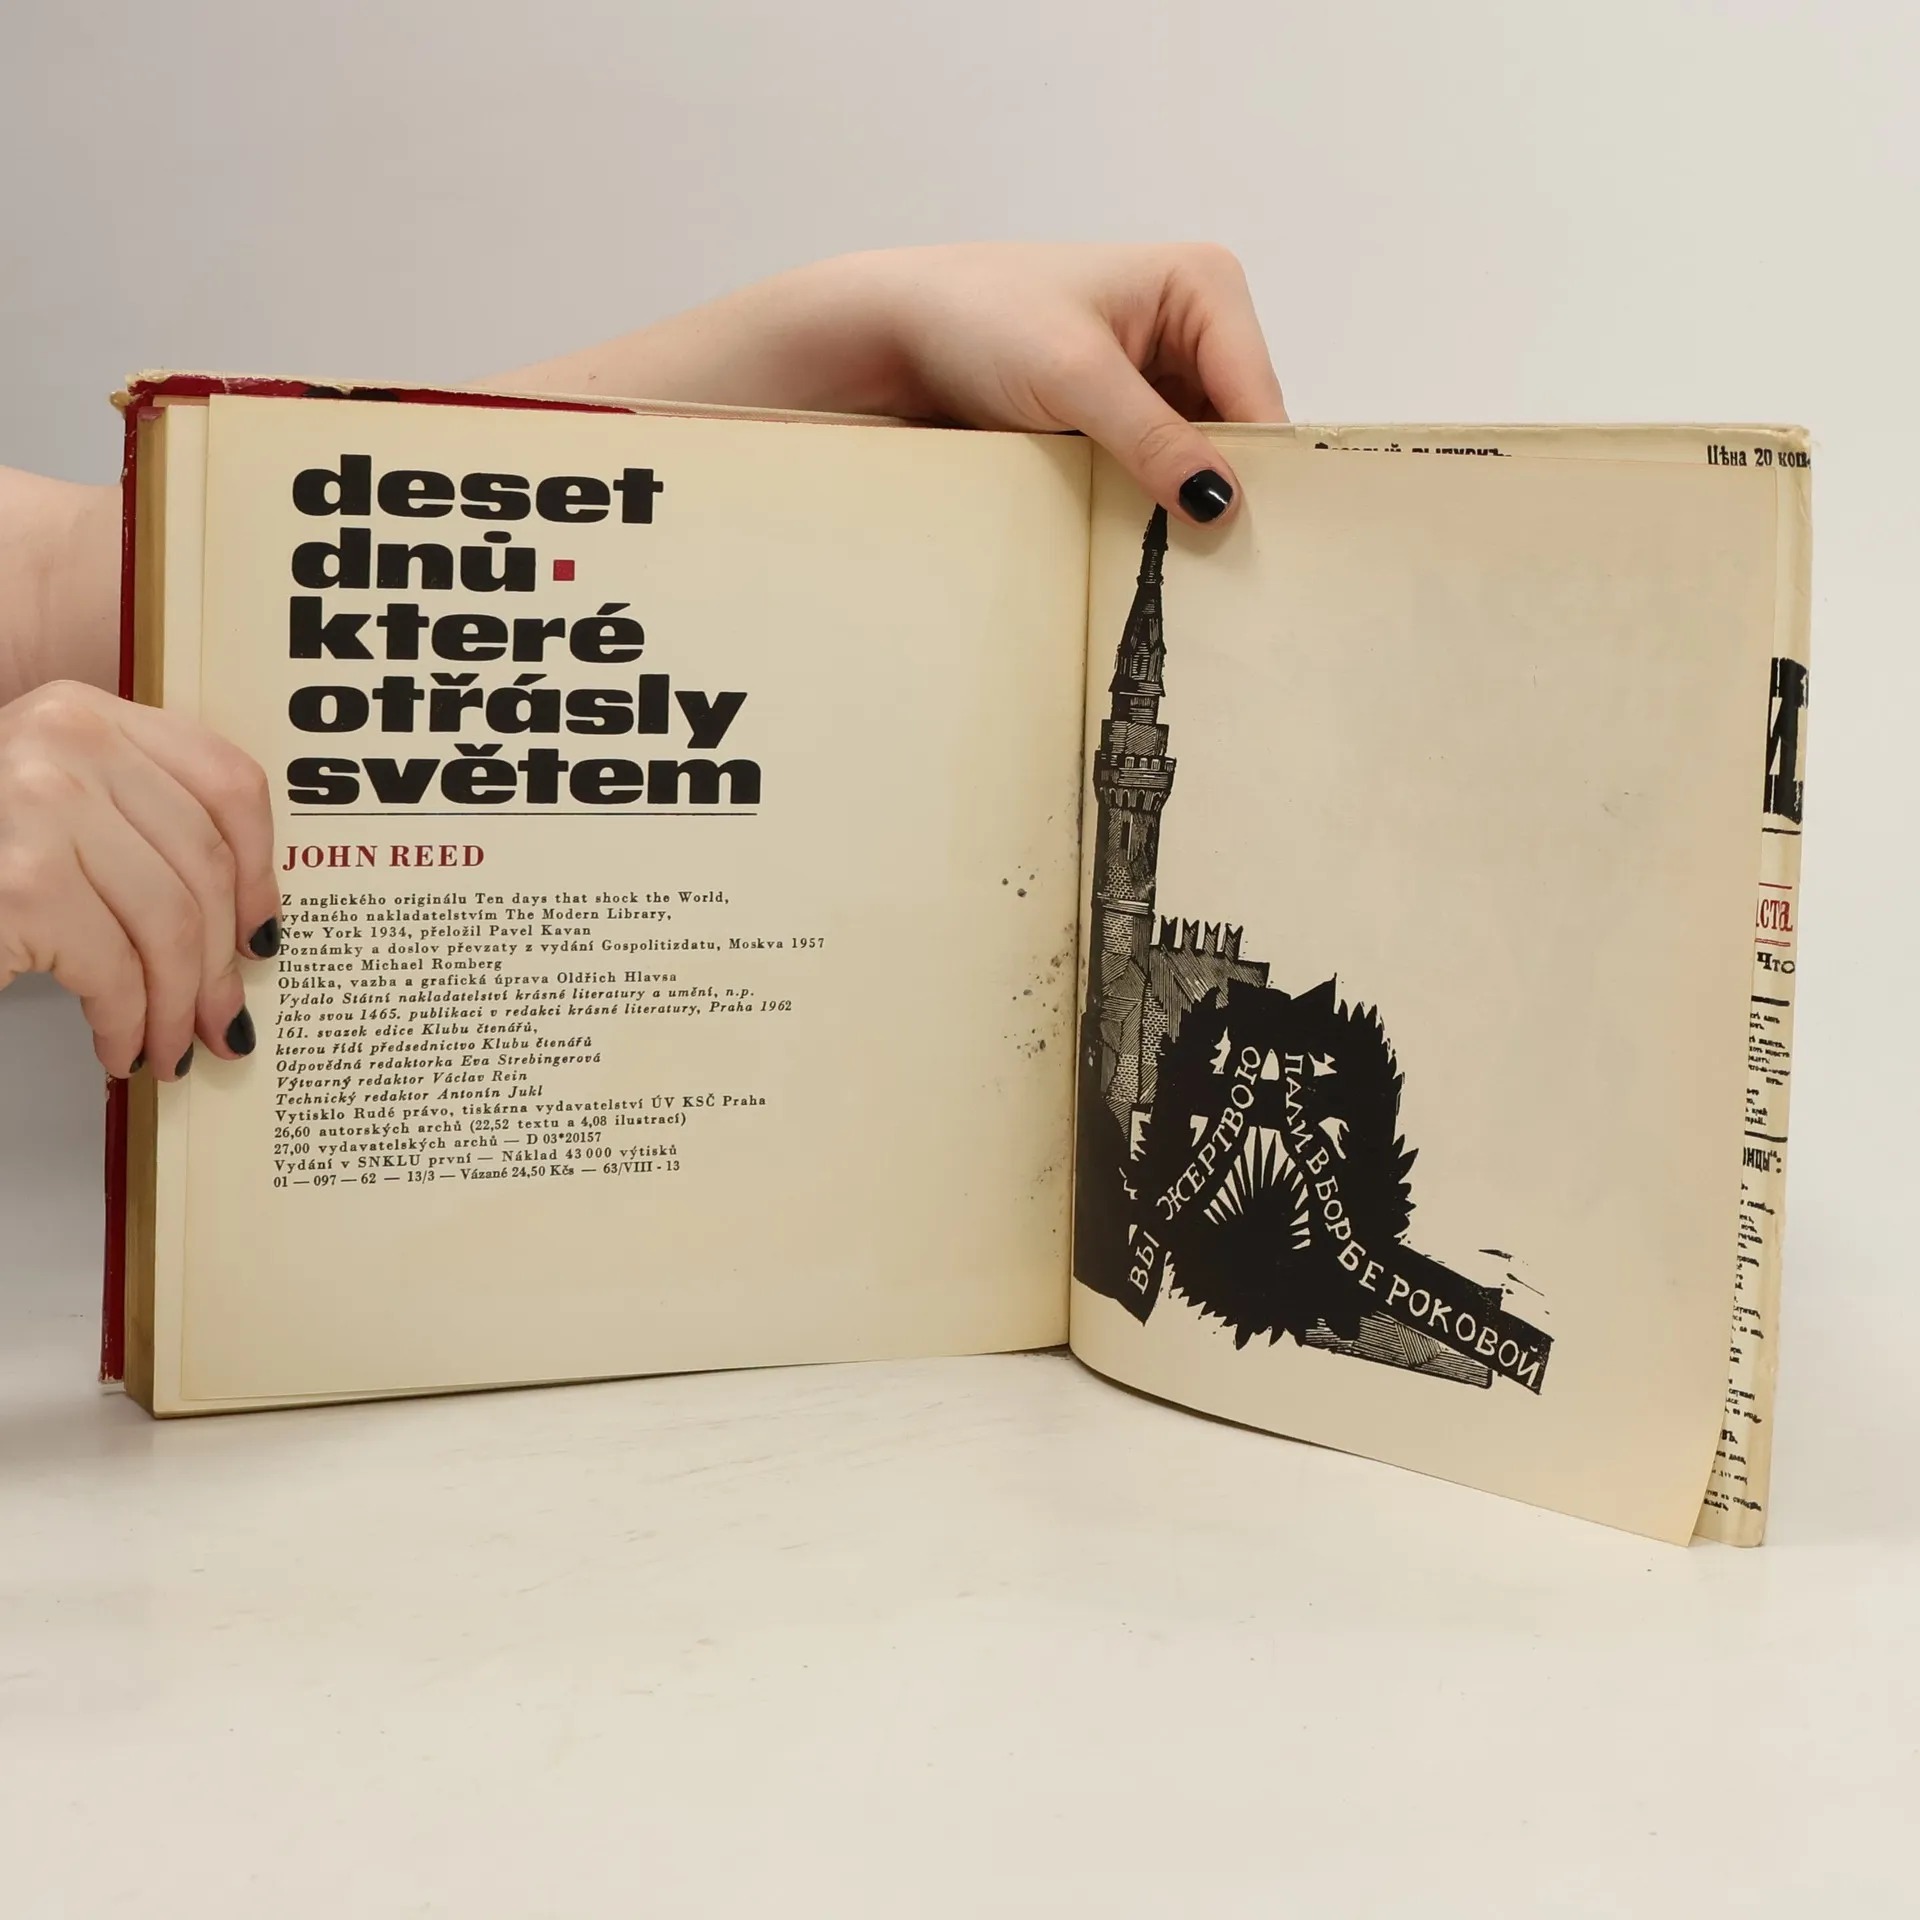 deset
dnů▪
které
otřásly
světem
JOHN REED
Z anglického originálu Ten days that shock the World,
vydaného nakladatelstvím The Modern Library,
New York 1934, přeložil Pavel Kavan
Poznámky a doslov převzaty z vydání Gospolitizdatu, Moskva 1957
Ilustrace Michael Romberg
Obálka, vazba a grafická úprava Oldřich Hlavsa
Vydalo Státní nakladatelství krásné literatury a umění, n.p.
jako svou 1465. publikaci v redakci krásné literatury, Praha 1962
161. svazek edice Klubu čtenářů,
kterou řídí předsednictvo Klubu čtenářů
Odpovědná redaktorka Eva Strebingerová
Výtvarný redaktor Václav Rein
Technický redaktor Antonín Jukl
Vytisklo Rudé právo, tiskárna vydavatelství ÚV KSČ Praha
26,60 autorských archů (22,52 textu a 4,08 ilustrací)
27,00 vydavatelských archů — D 03*20157
Vydání v SNKLU první — Náklad 43 000 výtisků
01 — 097 — 62 — 13/3 — Vázané 24,50 Kčs — 63/VIII - 13
Цѣна 20 коп.
ВЫ ЖЕРТВОЮ
ПАЛИ В БОРЬБЕ РОКОВОЙ
Что